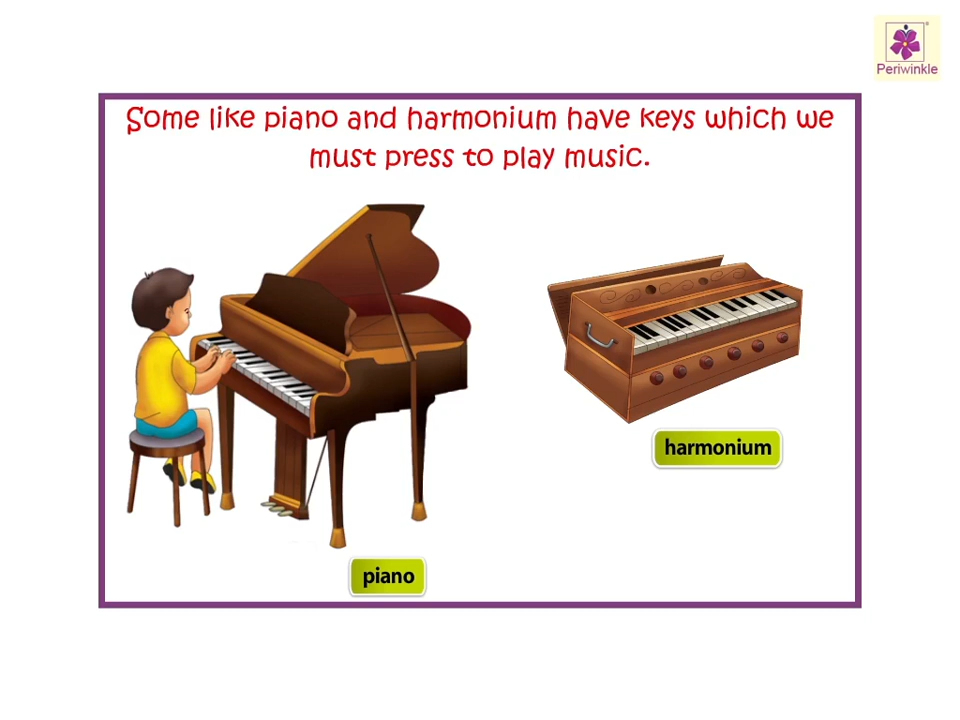 Periwinkle
Some like piano and harmonium have keys which we
must press to play music.
harmonium
piano